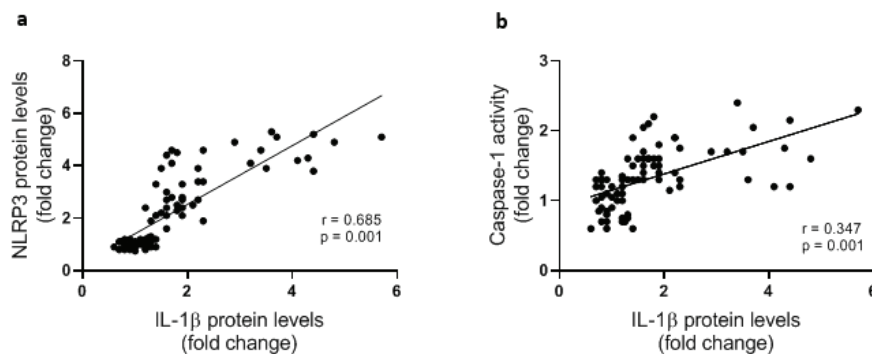 a
NLRP3 protein levels
(fold change)
8
6
4
2
0
r = 0.685
p = 0.001
0 2 4 6
IL-1β protein levels
(fold change)
b
Caspase-1 activity
(fold change)
3
2
1
0
r = 0.347
p = 0.001
0 2 4 6
IL-1β protein levels
(fold change)